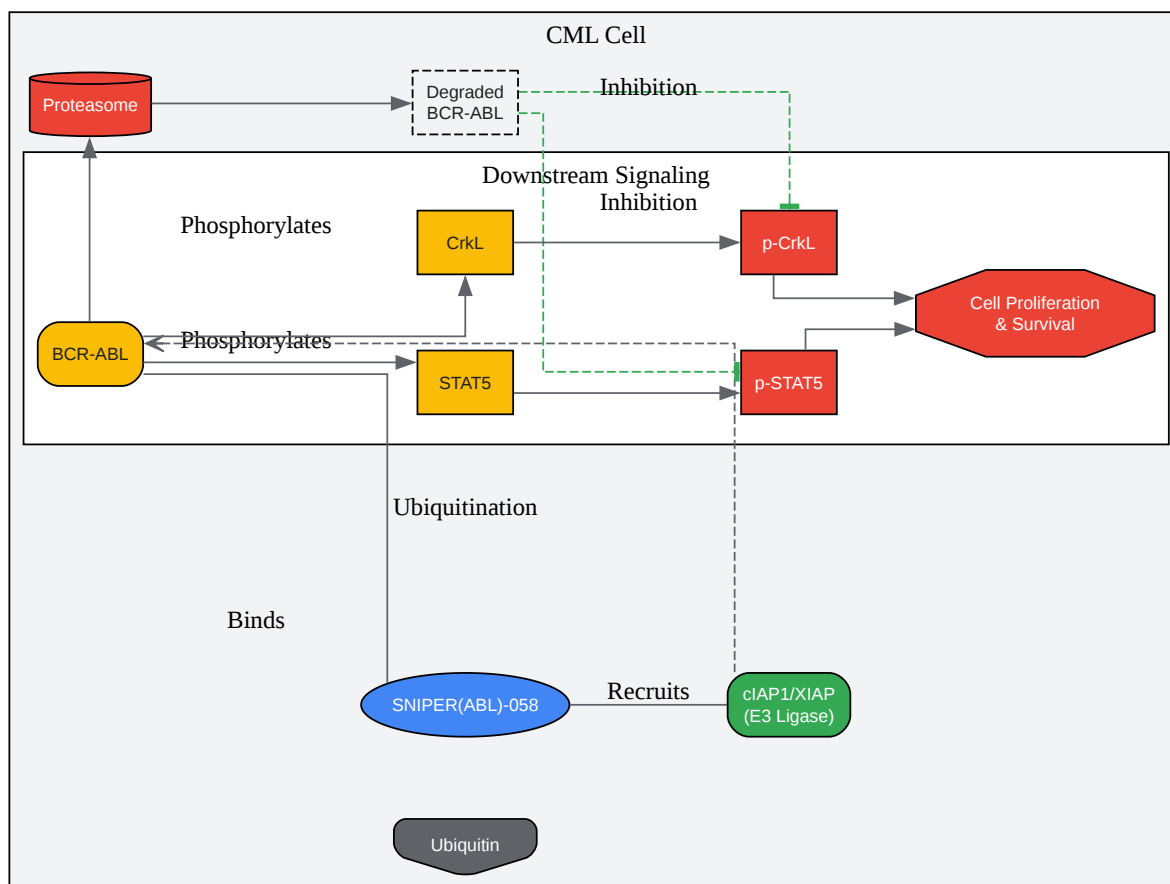 CML Cell
Proteasome
Degraded
BCR-ABL
Inhibition
Downstream Signaling
Inhibition
Phosphorylates
CrkL
p-CrkL
Cell Proliferation
& Survival
Phosphorylates
BCR-ABL
STAT5
p-STAT5
Ubiquitination
Binds
SNIPER(ABL)-058
Recruits
cIAP1/XIAP
(E3 Ligase)
Ubiquitin